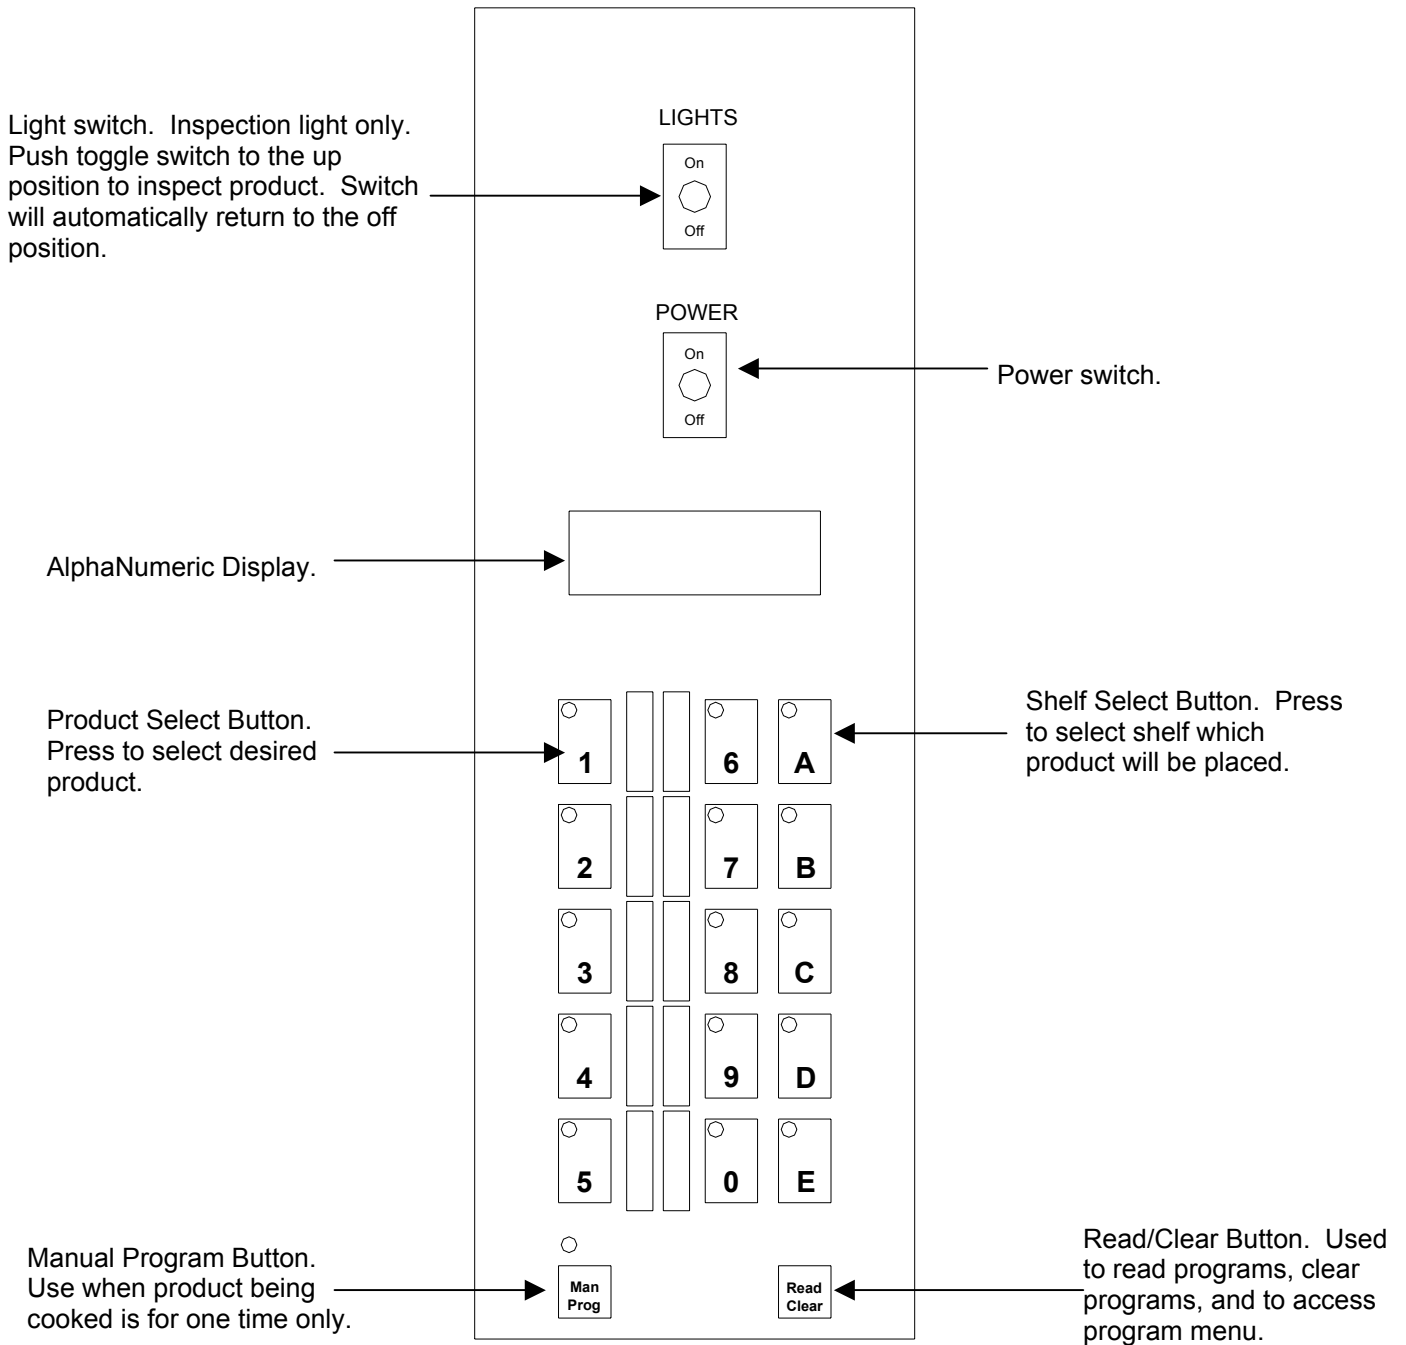 LIGHTS
Light switch.  Inspection light only.
Push toggle switch to the up
position to inspect product.  Switch
will automatically return to the off
position.
On
Off
POWER
On
Off
Power switch.
AlphaNumeric Display.
Product Select Button.
Press to select desired
product.
Shelf Select Button.  Press
to select shelf which
product will be placed.
1 6 A
2 7 B
3 8 C
4 9 D
5 0 E
Manual Program Button.
Use when product being
cooked is for one time only.
Man
Prog
Read
Clear
Read/Clear Button.  Used
to read programs, clear
programs, and to access
program menu.